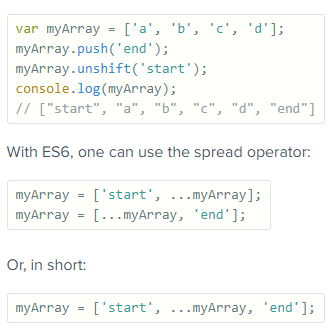 var myArray = ['a', 'b', 'c', 'd'];
myArray.push('end');
myArray.unshift('start');
console.log(myArray);
// ["start", "a", "b", "c", "d", "end"]
With ES6, one can use the spread operator:
myArray = ['start', ...myArray];
myArray = [...myArray, 'end'];
Or, in short:
myArray = ['start', ...myArray, 'end'];